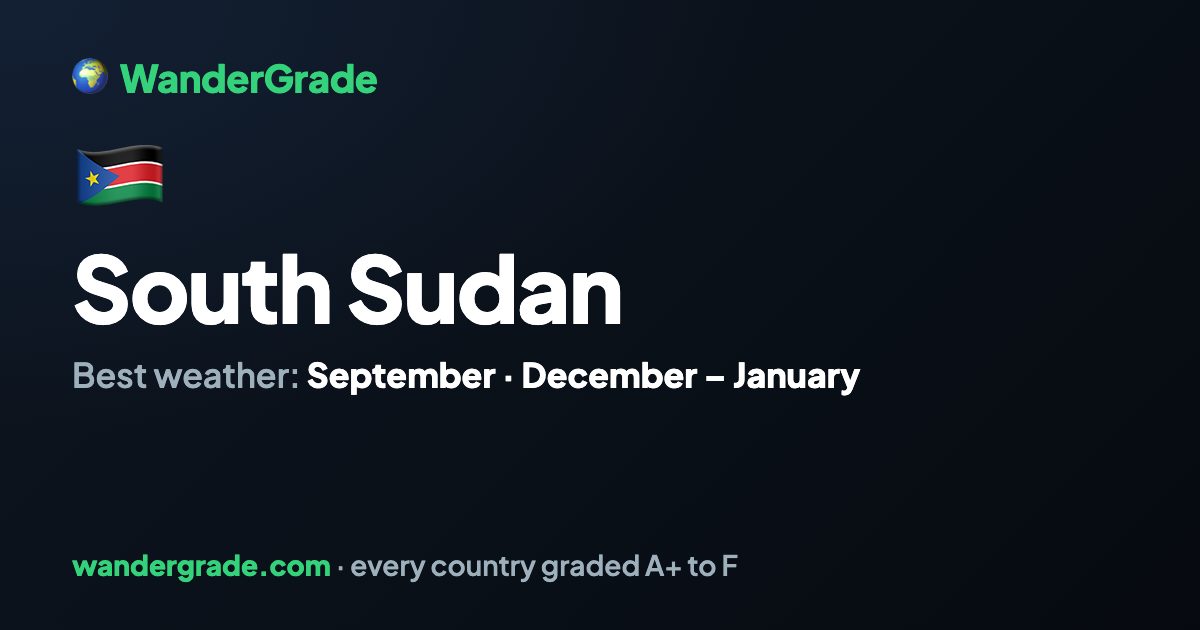 WanderGrade
South Sudan
Best weather: September · December – January
wandergrade.com · every country graded A+ to F